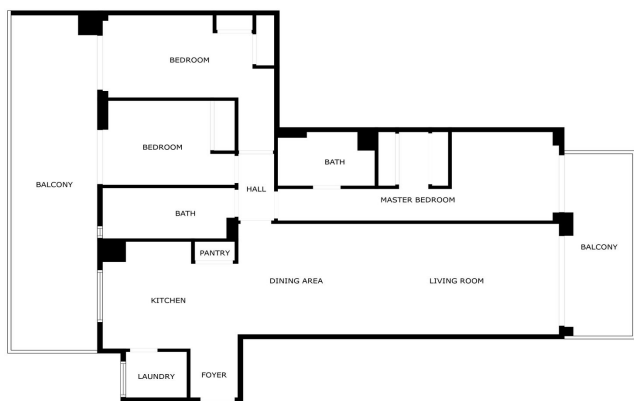 BEDROOM
BEDROOM
BATH
BALCONY
HALL
MASTER BEDROOM
BATH
BALCONY
PANTRY
DINING AREA
LIVING ROOM
KITCHEN
LAUNDRY
FOYER